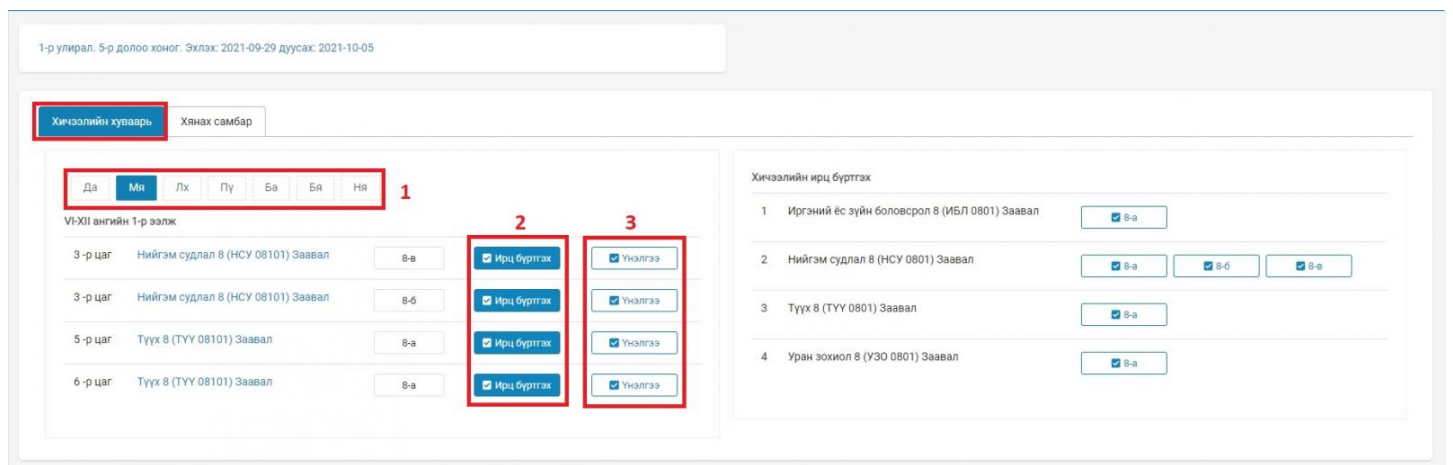 1-р улирал. 5-р долоо хоног. Эхлэх: 2021-09-29 дуусах: 2021-10-05
Хичээлийн хуваарь Хянах самбар
Да Мя Лх Пү Ба Бя Ня 1
VI-XII ангийн 1-р ээлж 2 3
3 -р цаг Нийгэм судлал 8 (НСУ 08101) Заавал 8-в Ирц бүртгэх Үнэлгээ
3 -р цаг Нийгэм судлал 8 (НСУ 08101) Заавал 8-б Ирц бүртгэх Үнэлгээ
5 -р цаг Түүх 8 (ТҮҮ 08101) Заавал 8-а Ирц бүртгэх Үнэлгээ
6 -р цаг Түүх 8 (ТҮҮ 08101) Заавал 8-а Ирц бүртгэх Үнэлгээ
Хичээлийн ирц бүртгэх
1 Иргэний ёс зүйн боловсрол 8 (ИБЛ 0801) Заавал 8-а
2 Нийгэм судлал 8 (НСУ 0801) Заавал 8-а 8-б 8-в
3 Түүх 8 (ТҮҮ 0801) Заавал 8-а
4 Уран зохиол 8 (УЗО 0801) Заавал 8-а